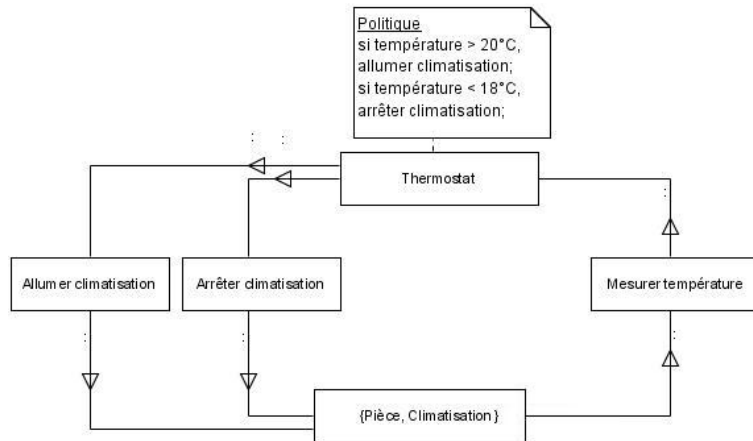 Politique
si température > 20°C,
allumer climatisation;
si température < 18°C,
arrêter climatisation;
: :
Thermostat
:
Allumer climatisation
Arrêter climatisation
Mesurer température
: : :
{Pièce, Climatisation }